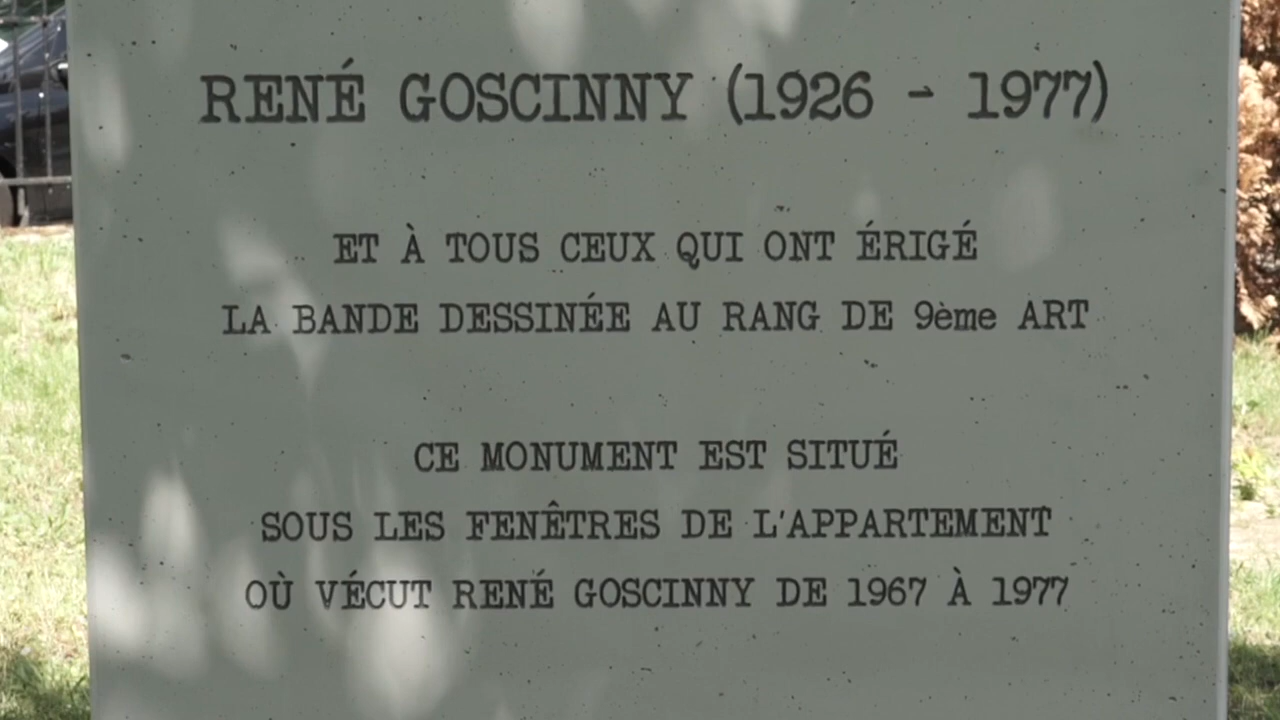 RENÉ GOSCINNY (1926 - 1977)
ET À TOUS CEUX QUI ONT ÉRIGÉ
LA BANDE DESSINÉE AU RANG DE 9ème ART
CE MONUMENT EST SITUÉ
SOUS LES FENÊTRES DE L'APPARTEMENT
OÙ VÉCUT RENÉ GOSCINNY DE 1967 À 1977